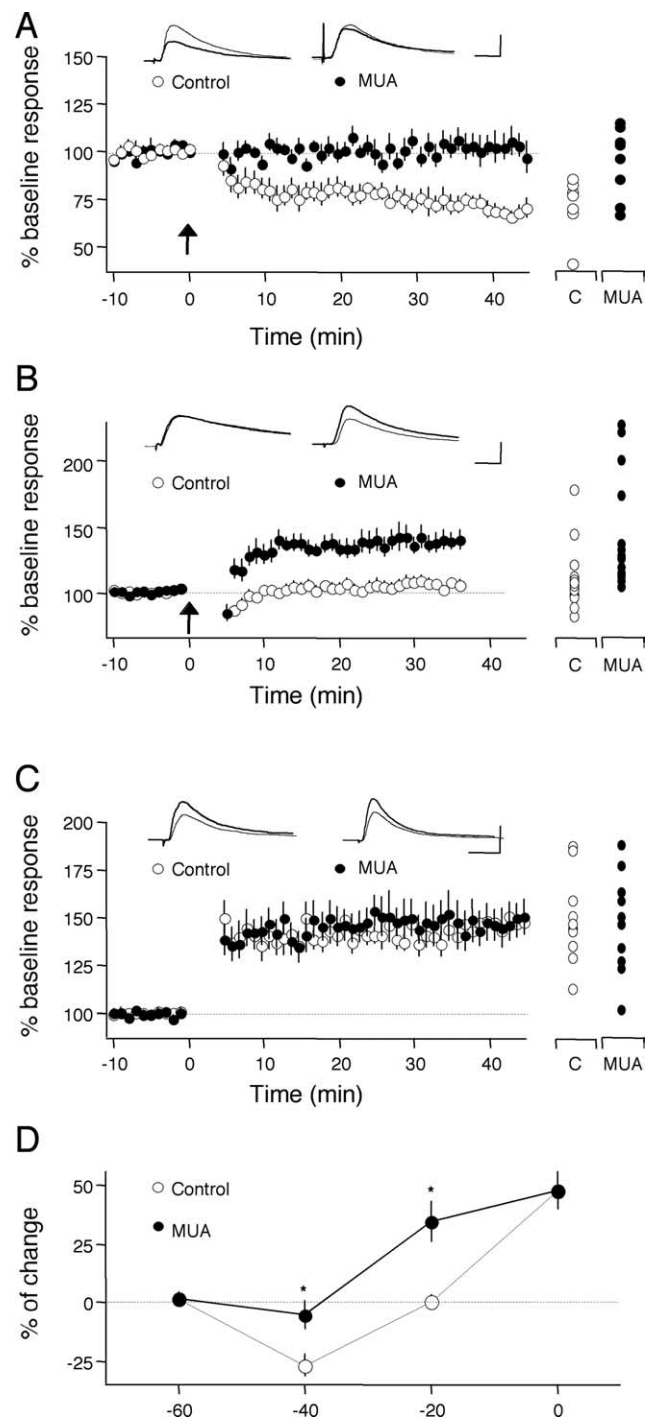 A
Control
MUA
% baseline response
150
125
100
75
50
-10
0
10
20
30
40
Time (min)
C
MUA
B
Control
MUA
% baseline response
200
150
100
-10
0
10
20
30
40
Time (min)
C
MUA
C
Control
MUA
% baseline response
200
175
150
125
100
-10
0
10
20
30
40
Time (min)
C
MUA
D
Control
MUA
% of change
50
25
0
-25
*
*
-60
-40
-20
0